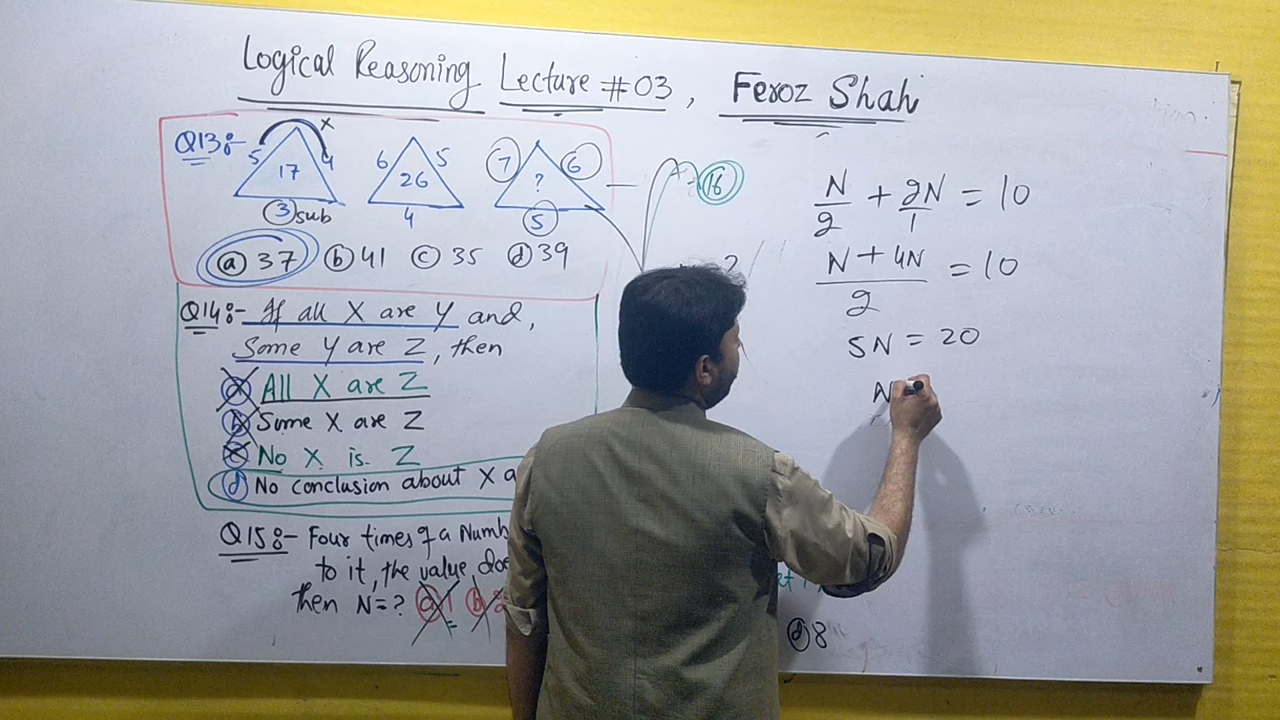 Logical Reasoning Lecture #03, Feroz Shah
Q13:- 5 17 4 x 6 26 5 7 ? 6 16
3 sub 4 5
(a) 37 (b) 41 (c) 35 (d) 39
Q14:- If all X are Y and,
Some Y are Z, then
(a) All X are Z
(b) Some X are Z
(c) No X is Z
(d) No conclusion about X
Q15:- Four times of a
to it, the value
then N=? (a) 1 (b) 2
(d) 8
N/2 + 2N/1 = 10
N + 4N / 2 = 10
5N = 20
N